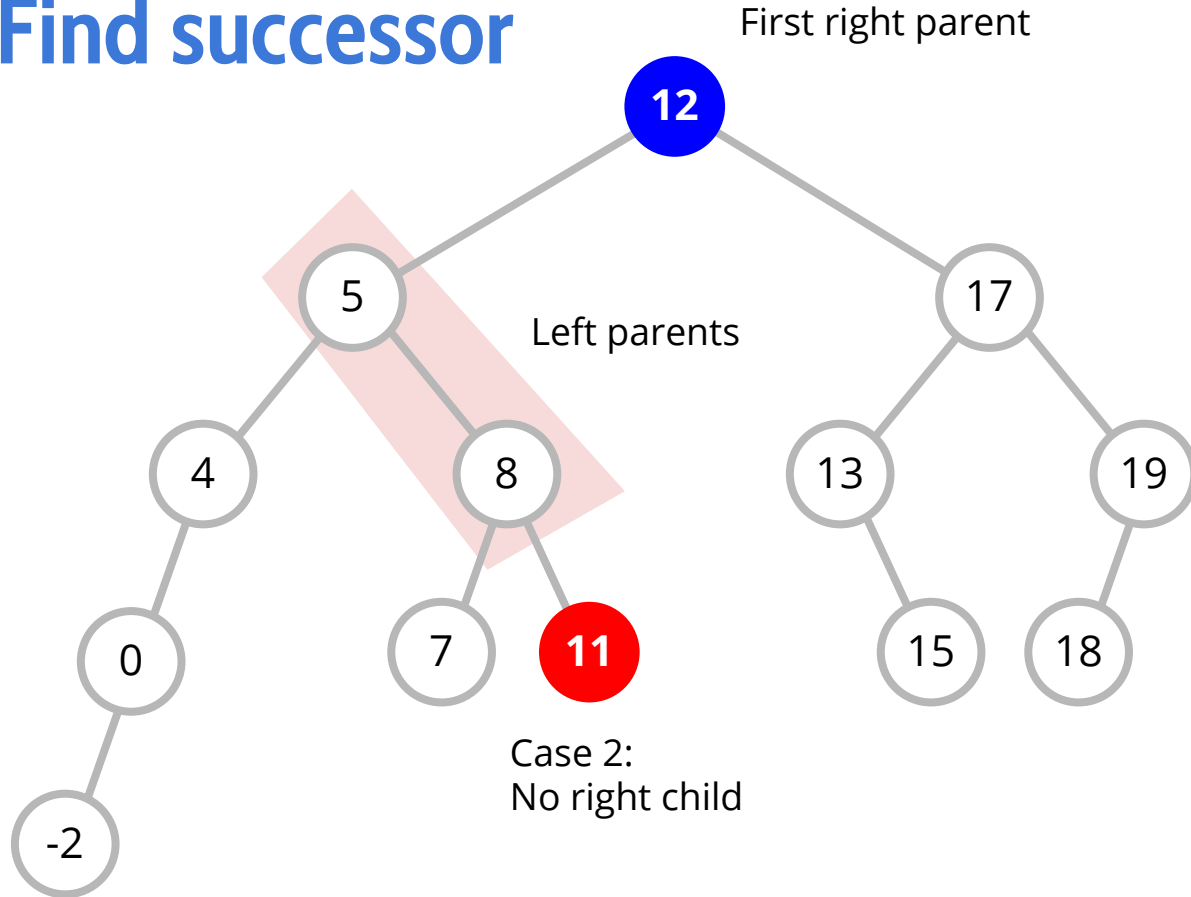 Find successor
First right parent
12
5
17
Left parents
4
8
13
19
0
7
11
15
18
Case 2:
No right child
-2